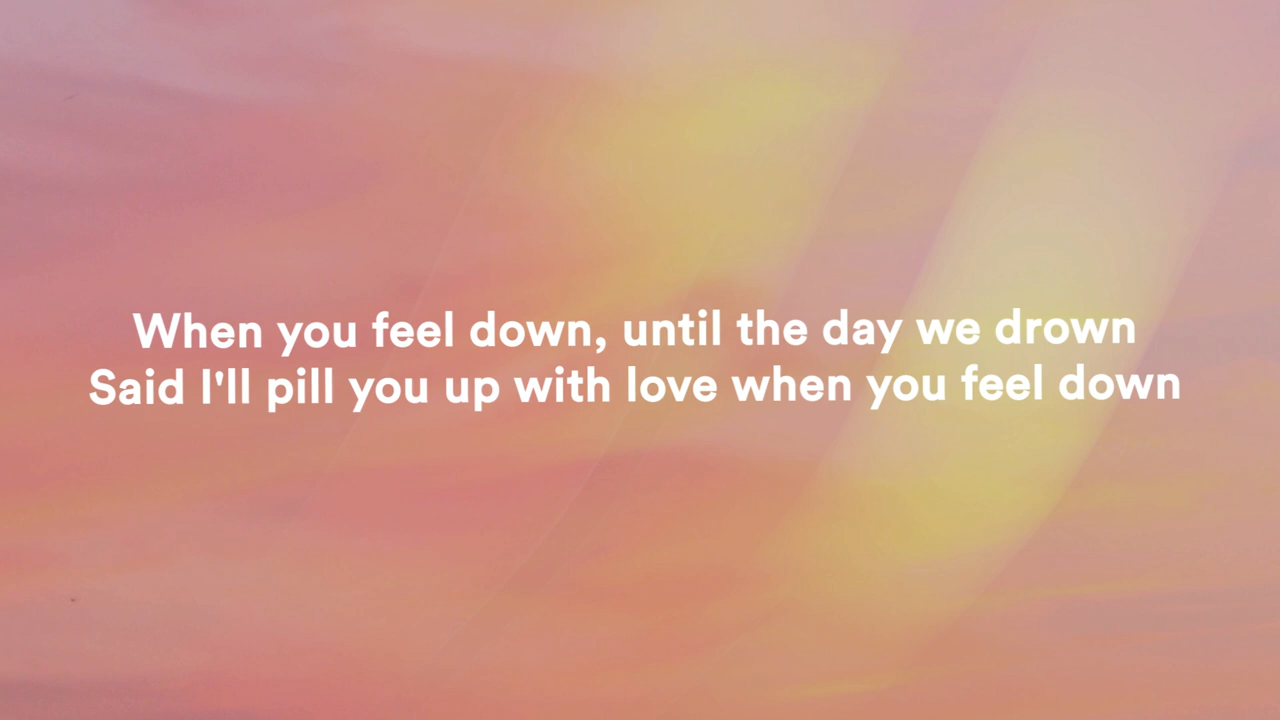 When you feel down, until the day we drown
Said I'll pill you up with love when you feel down